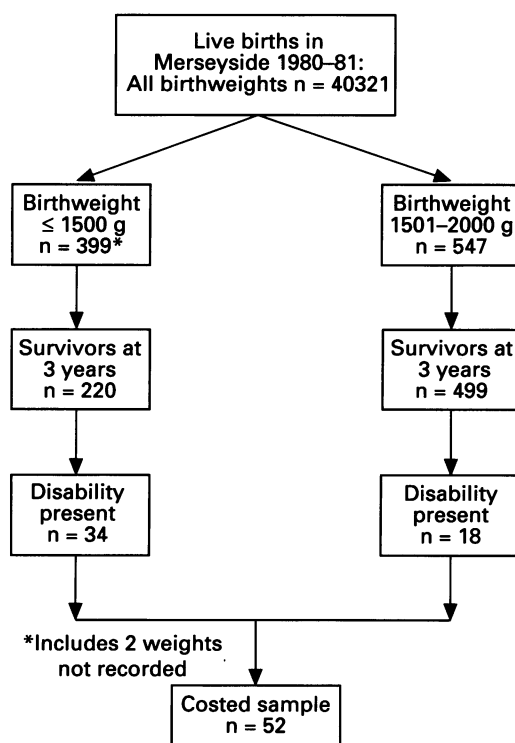 Live births in
Merseyside 1980–81:
All birthweights n = 40321
Birthweight
≤ 1500 g
n = 399*
Birthweight
1501–2000 g
n = 547
Survivors at
3 years
n = 220
Survivors at
3 years
n = 499
Disability
present
n = 34
Disability
present
n = 18
*Includes 2 weights
not recorded
Costed sample
n = 52